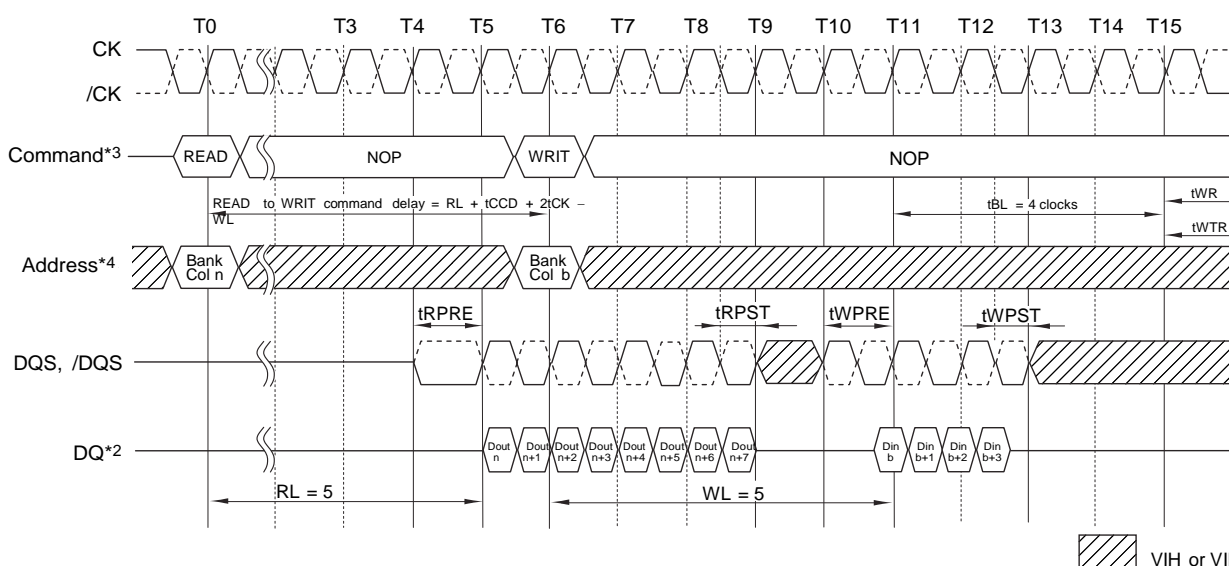 T0 T3 T4 T5 T6 T7 T8 T9 T10 T11 T12 T13 T14 T15
CK
/CK
Command*3 READ NOP WRIT NOP
READ to WRIT command delay = RL + tCCD + 2tCK –
WL
tBL = 4 clocks
tWR
tWTR
Address*4
Bank
Col n
Bank
Col b
tRPRE tRPST tWPRE tWPST
DQS, /DQS
DQ*2
Dout
n
Dout
n+1
Dout
n+2
Dout
n+3
Dout
n+4
Dout
n+5
Dout
n+6
Dout
n+7
Din
b
Din
b+1
Din
b+2
Din
b+3
RL = 5
WL = 5
VIH or VI